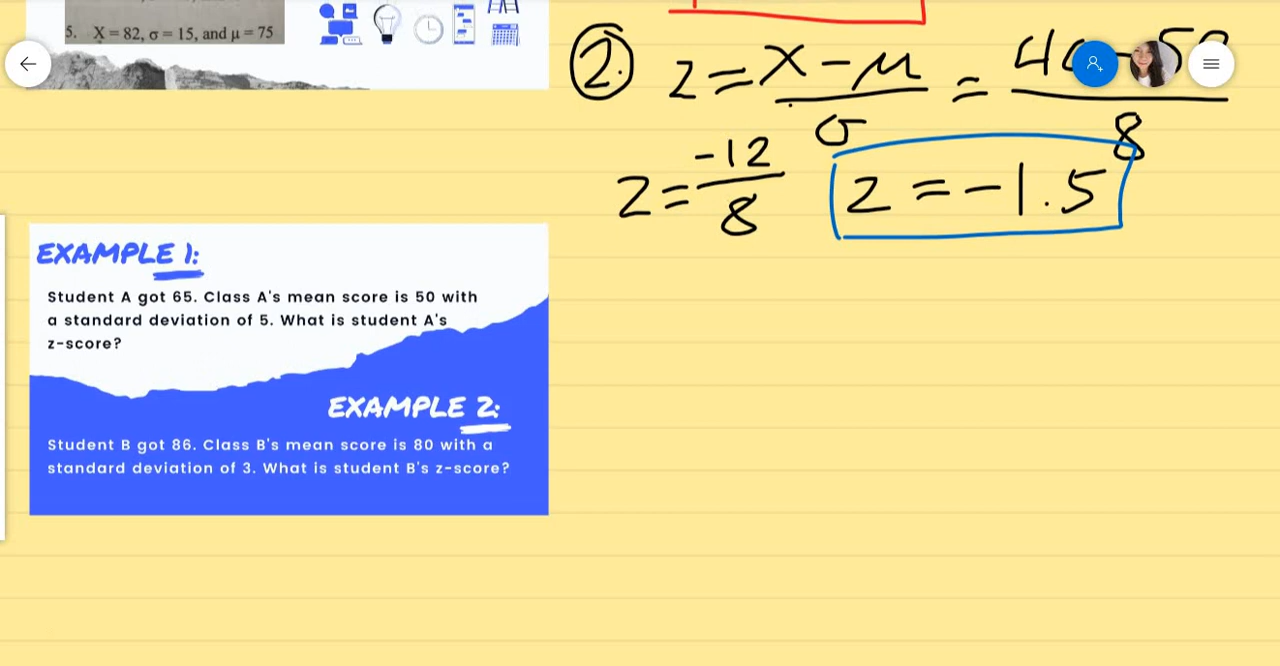 5. X = 82, σ = 15, and μ = 75
2. z = X - μ / σ = / 8
z = -12 / 8
z = -1.5
EXAMPLE 1:
Student A got 65. Class A's mean score is 50 with
a standard deviation of 5. What is student A's
z-score?
EXAMPLE 2:
Student B got 86. Class B's mean score is 80 with a
standard deviation of 3. What is student B's z-score?